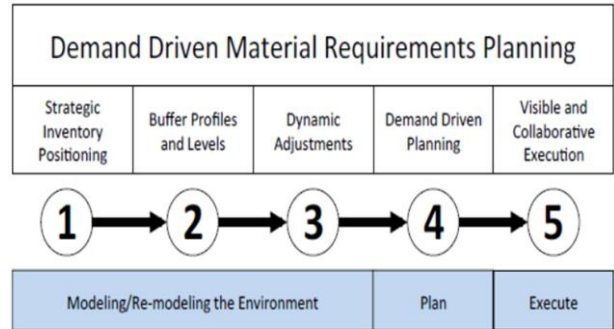 Demand Driven Material Requirements Planning
Strategic
Inventory
Positioning
Buffer Profiles
and Levels
Dynamic
Adjustments
Demand Driven
Planning
Visible and
Collaborative
Execution
1
2
3
4
5
Modeling/Re-modeling the Environment
Plan
Execute